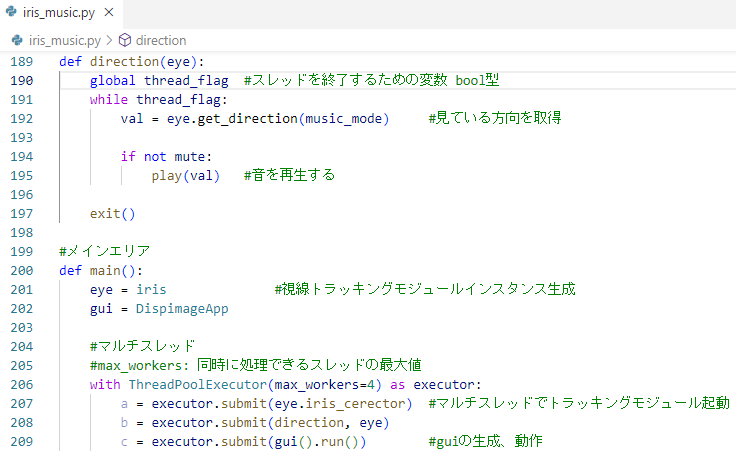 iris_music.py ×
iris_music.py > direction
189 def direction(eye):
190     global thread_flag  #スレッドを終了するための変数 bool型
191     while thread_flag:
192         val = eye.get_direction(music_mode)     #見ている方向を取得
193
194         if not mute:
195             play(val)   #音を再生する
196
197     exit()
198
199 #メインエリア
200 def main():
201     eye = iris              #視線トラッキングモジュールインスタンス生成
202     gui = DispimageApp
203
204     #マルチスレッド
205     #max_workers: 同時に処理できるスレッドの最大値
206     with ThreadPoolExecutor(max_workers=4) as executor:
207         a = executor.submit(eye.iris_cerector)  #マルチスレッドでトラッキングモジュール起動
208         b = executor.submit(direction, eye)
209         c = executor.submit(gui().run())        #guiの生成、動作